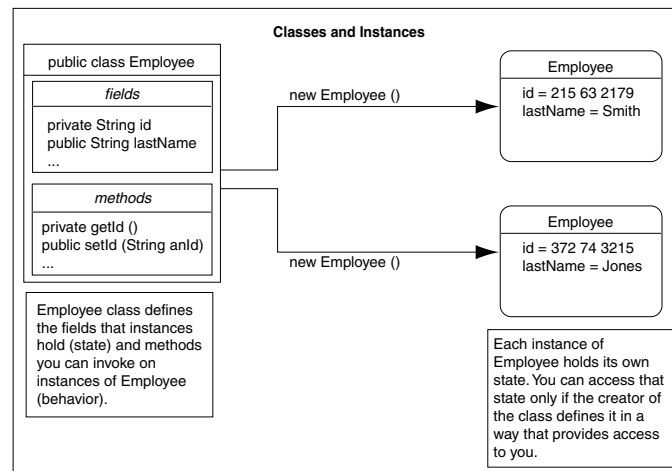 Classes and Instances
public class Employee
fields
private String id
public String lastName
...
methods
private getId ()
public setId (String anId)
...
Employee class defines
the fields that instances
hold (state) and methods
you can invoke on
instances of Employee
(behavior).
new Employee ()
new Employee ()
Employee
id = 215 63 2179
lastName = Smith
Employee
id = 372 74 3215
lastName = Jones
Each instance of
Employee holds its own
state. You can access that
state only if the creator of
the class defines it in a
way that provides access
to you.